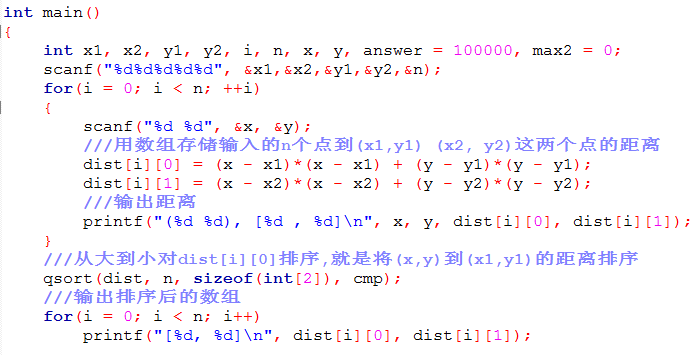 int main()
{
    int x1, x2, y1, y2, i, n, x, y, answer = 100000, max2 = 0;
    scanf("%d%d%d%d%d", &x1,&x2,&y1,&y2,&n);
    for(i = 0; i < n; ++i)
    {
        scanf("%d %d", &x, &y);
        ///用数组存储输入的n个点到(x1,y1) (x2, y2)这两个点的距离
        dist[i][0] = (x - x1)*(x - x1) + (y - y1)*(y - y1);
        dist[i][1] = (x - x2)*(x - x2) + (y - y2)*(y - y2);
        ///输出距离
        printf("(%d %d), [%d , %d]\n", x, y, dist[i][0], dist[i][1]);
    }
    ///从大到小对dist[i][0]排序,就是将(x,y)到(x1,y1)的距离排序
    qsort(dist, n, sizeof(int[2]), cmp);
    ///输出排序后的数组
    for(i = 0; i < n; i++)
        printf("[%d, %d]\n", dist[i][0], dist[i][1]);